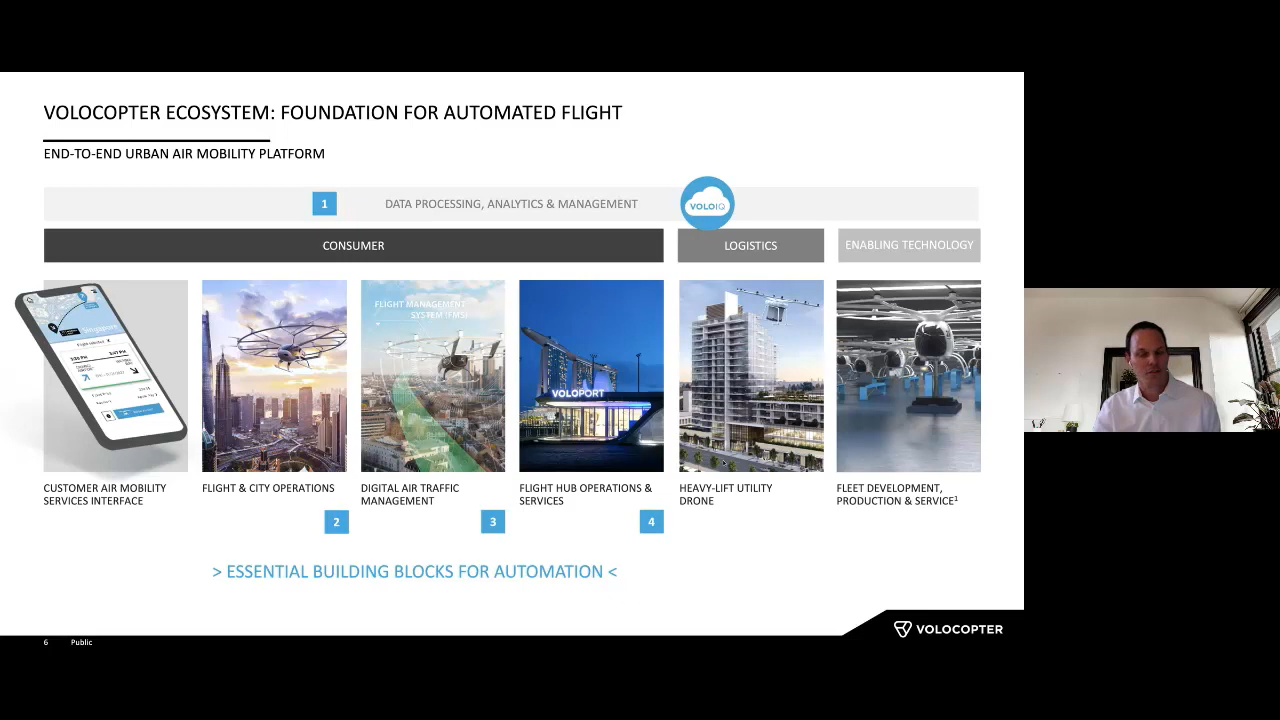 VOLOCOPTER ECOSYSTEM: FOUNDATION FOR AUTOMATED FLIGHT
END-TO-END URBAN AIR MOBILITY PLATFORM
1 DATA PROCESSING, ANALYTICS & MANAGEMENT VOLOIQ
CONSUMER LOGISTICS ENABLING TECHNOLOGY
Singapore
FLIGHT MANAGEMENT
SYSTEM (FMS)
VOLOPORT
CUSTOMER AIR MOBILITY
SERVICES INTERFACE
FLIGHT & CITY OPERATIONS
2
DIGITAL AIR TRAFFIC
MANAGEMENT
3
FLIGHT HUB OPERATIONS &
SERVICES
4
HEAVY-LIFT UTILITY
DRONE
FLEET DEVELOPMENT,
PRODUCTION & SERVICE¹
> ESSENTIAL BUILDING BLOCKS FOR AUTOMATION <
6 Public
VOLOCOPTER